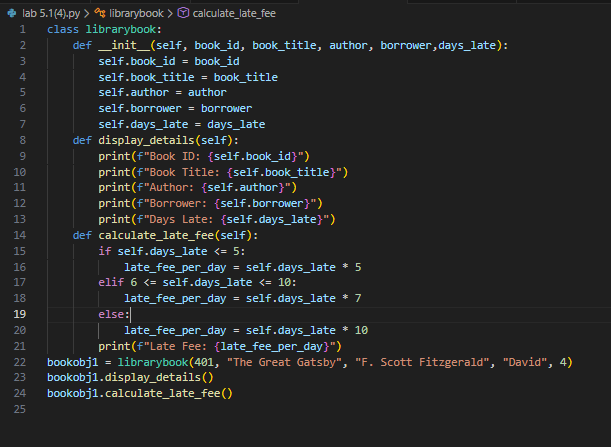 lab 5.1(4).py > librarybook > calculate_late_fee
1 class librarybook:
2     def __init__(self, book_id, book_title, author, borrower,days_late):
3         self.book_id = book_id
4         self.book_title = book_title
5         self.author = author
6         self.borrower = borrower
7         self.days_late = days_late
8     def display_details(self):
9         print(f"Book ID: {self.book_id}")
10         print(f"Book Title: {self.book_title}")
11         print(f"Author: {self.author}")
12         print(f"Borrower: {self.borrower}")
13         print(f"Days Late: {self.days_late}")
14     def calculate_late_fee(self):
15         if self.days_late <= 5:
16             late_fee_per_day = self.days_late * 5
17         elif 6 <= self.days_late <= 10:
18             late_fee_per_day = self.days_late * 7
19         else:
20             late_fee_per_day = self.days_late * 10
21         print(f"Late Fee: {late_fee_per_day}")
22 bookobj1 = librarybook(401, "The Great Gatsby", "F. Scott Fitzgerald", "David", 4)
23 bookobj1.display_details()
24 bookobj1.calculate_late_fee()
25